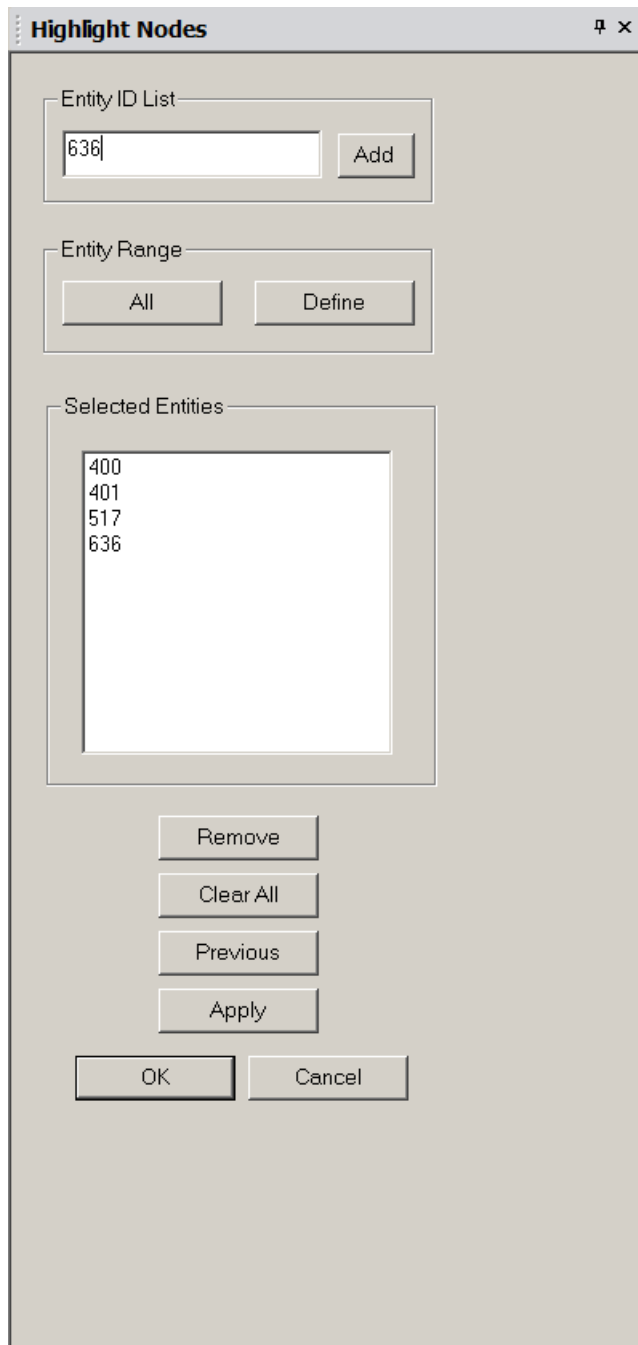 Highlight Nodes
Entity ID List
636
Add
Entity Range
All
Define
Selected Entities
400
401
517
636
Remove
Clear All
Previous
Apply
OK
Cancel